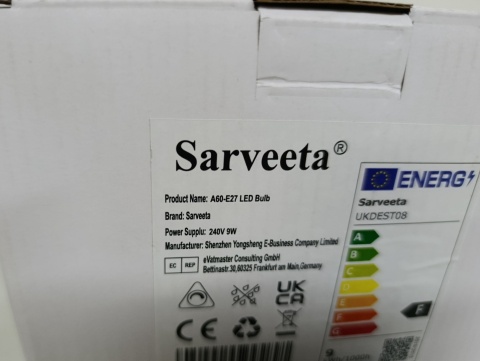 Sarveeta®
Product Name: A60-E27 LED Bulb
Brand: Sarveeta
Power Supply: 240V 9W
Manufacturer: Shenzhen Yongsheng E-Business Company Limited
EC REP
eVatmaster Consulting GmbH
Bettinastr.30,60325 Frankfurt am Main,Germany
UK
CA
CE
ENERG
Sarveeta
UKDEST08
A
B
C
D
E
F
G
F